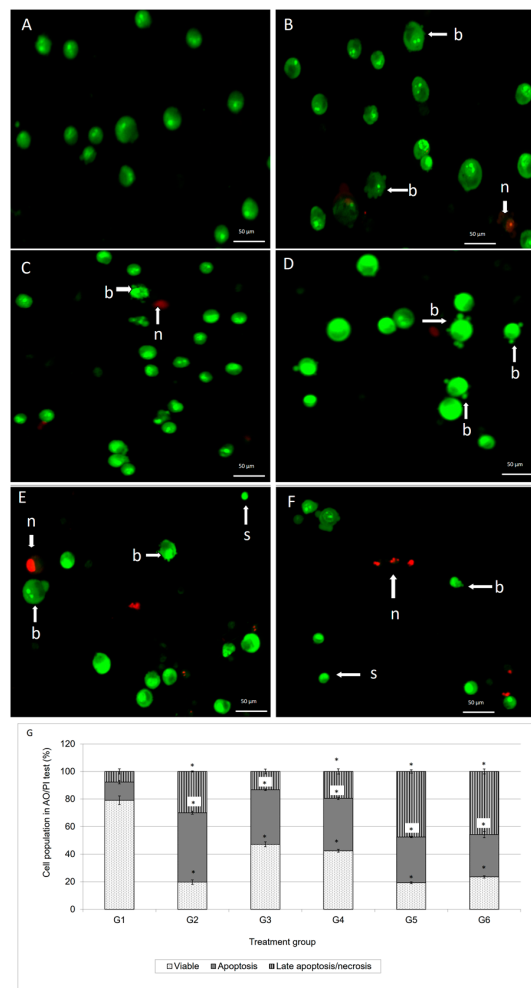 A
50 µm
B
b
b
n
50 µm
C
b
n
50 µm
D
b
b
b
50 µm
E
n
b
s
b
50 µm
F
n
b
s
50 µm
G
Cell population in AO/PI test (%)
120
100
80
60
40
20
0
* * * *
* * * * *
* * * * *
G1 G2 G3 G4 G5 G6
Treatment group
Viable Apoptosis Late apoptosis/necrosis